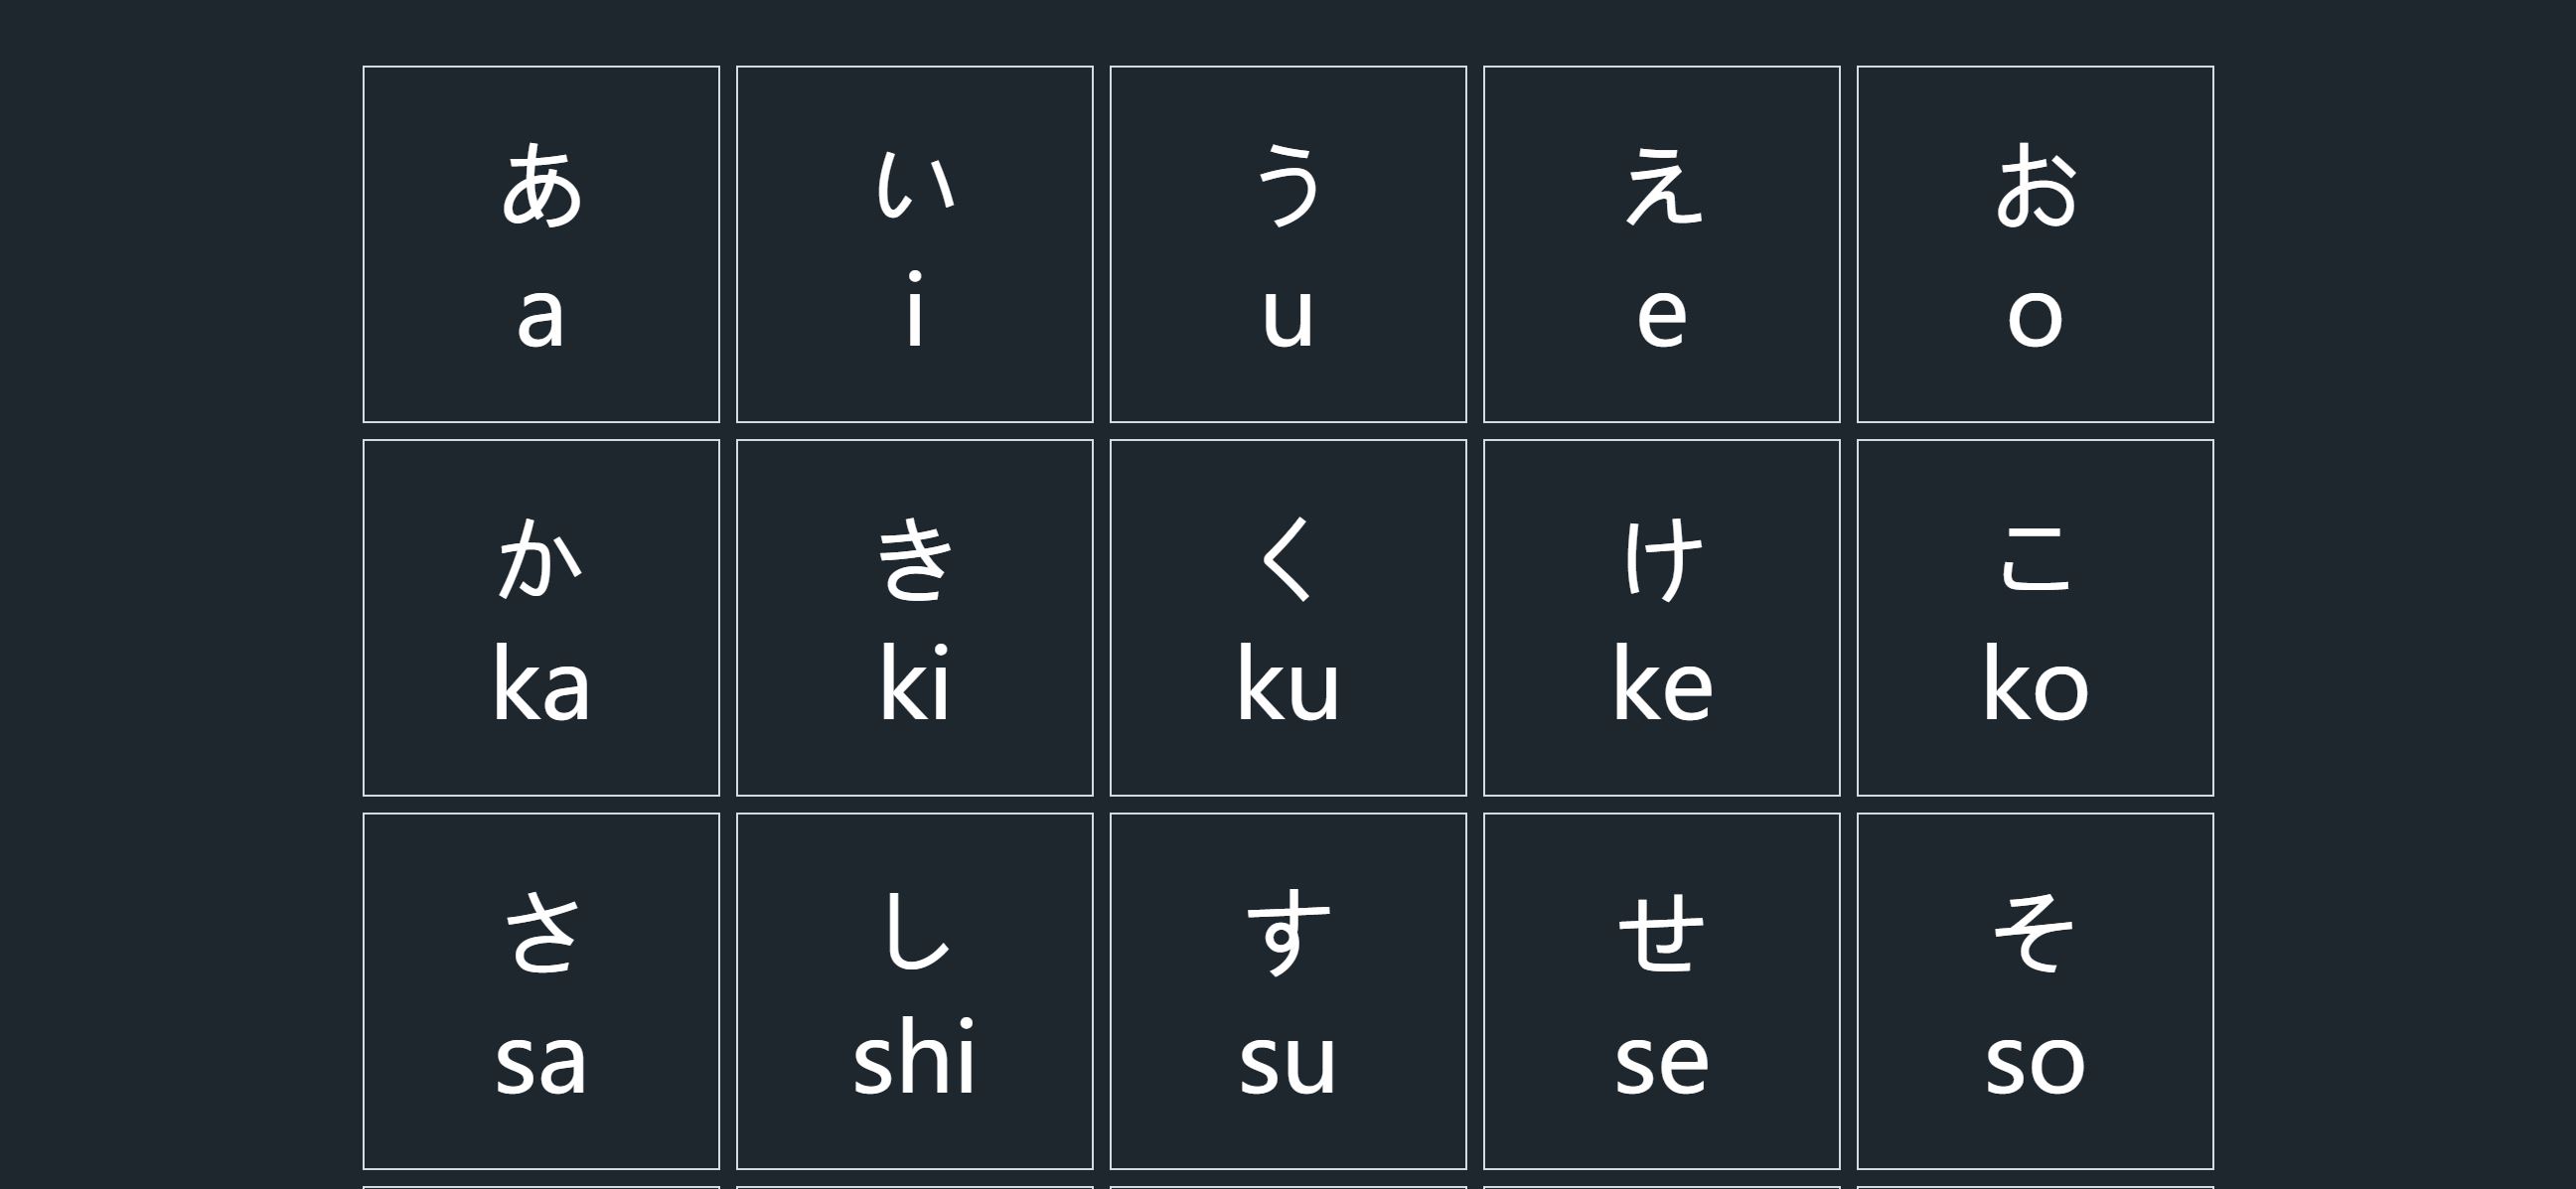 あ い う え お
a i u e o
か き く け こ
ka ki ku ke ko
さ し す せ そ
sa shi su se so